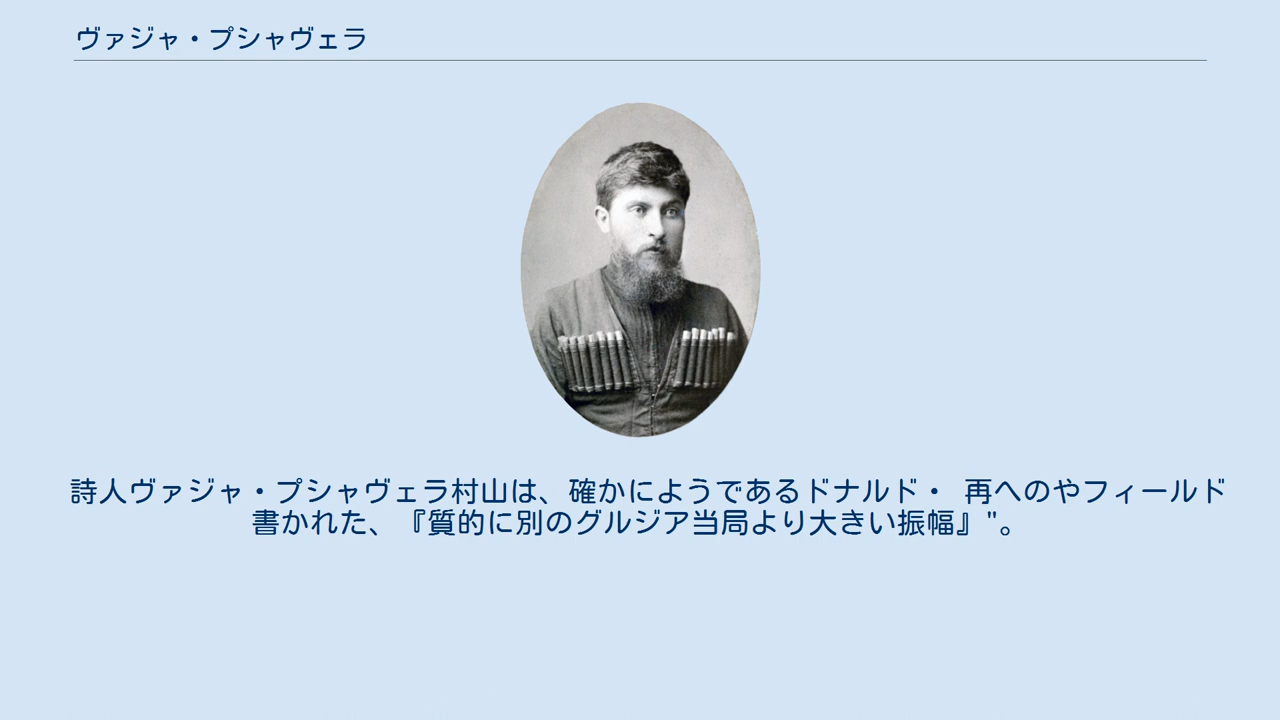 ヴァジャ・プシャヴェラ
詩人ヴァジャ・プシャヴェラ村山は、確かにようであるドナルド・ 再へのやフィールド
書かれた、『質的に別のグルジア当局より大きい振幅』"。